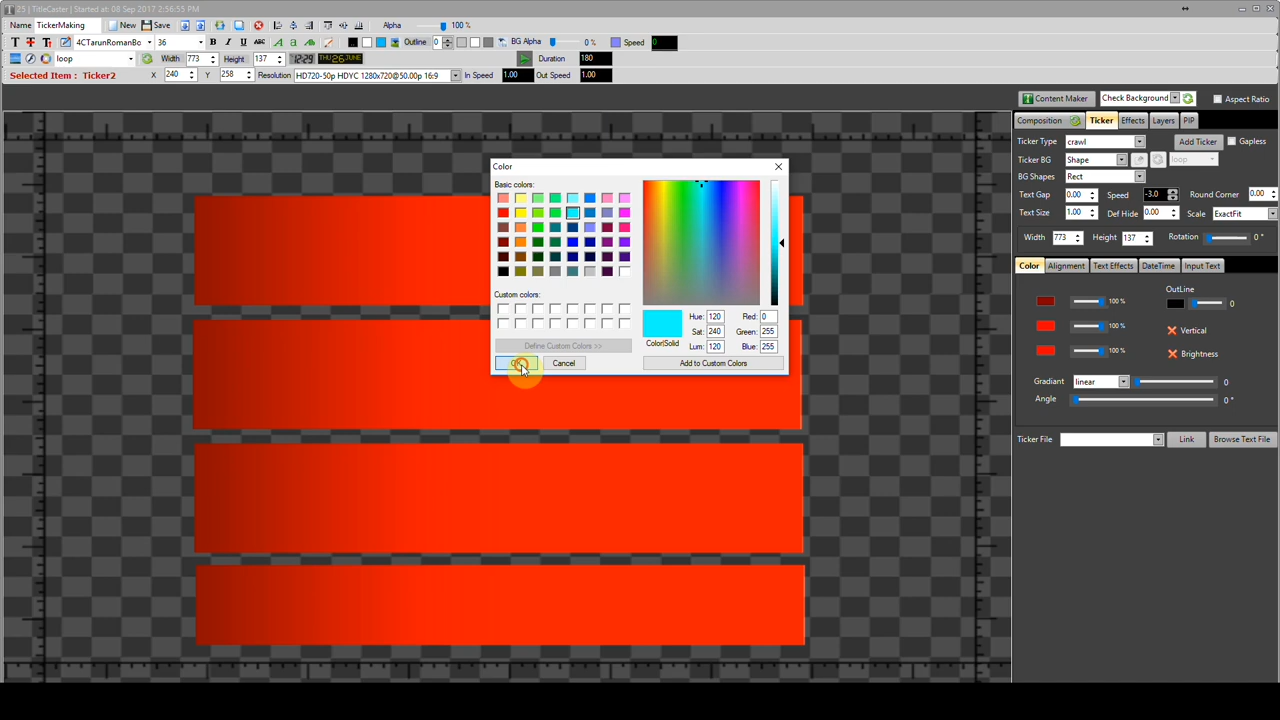 25 | TitleCaster | Started at: 08 Sep 2017 2:56:55 PM
Name TickerMaking New Save Alpha 100 %
4CTarunRomanBo 36 B I U ABC Outline 0 BG Alpha 0 % Speed 0
loop Width 773 Height 137 12:29 THU 26 JUNE Duration 180
Selected Item : Ticker2 X 240 Y 258 Resolution HD720-50p HDYC 1280x720@50.00p 16:9 In Speed 1.00 Out Speed 1.00
Content Maker Check Background Aspect Ratio
Composition Ticker Effects Layers PIP
Ticker Type crawl Add Ticker Gapless
Ticker BG Shape loop
BG Shapes Rect
Text Gap 0.00 Speed -3.0 Round Corner 0.00
Text Size 1.00 Def Hide 0.00 Scale ExactFit
Width 773 Height 137 Rotation 0 °
Color Alignment Text Effects DateTime Input Text
OutLine
100 % 0
100 % Vertical
100 % Brightness
Gradiant linear 0
Angle 0 °
Ticker File Link Browse Text File
Color
Basic colors:
Custom colors:
Define Custom Colors >>
Cancel
Hue: 120 Red: 0
Sat: 240 Green: 255
Color|Solid Lum: 120 Blue: 255
Add to Custom Colors